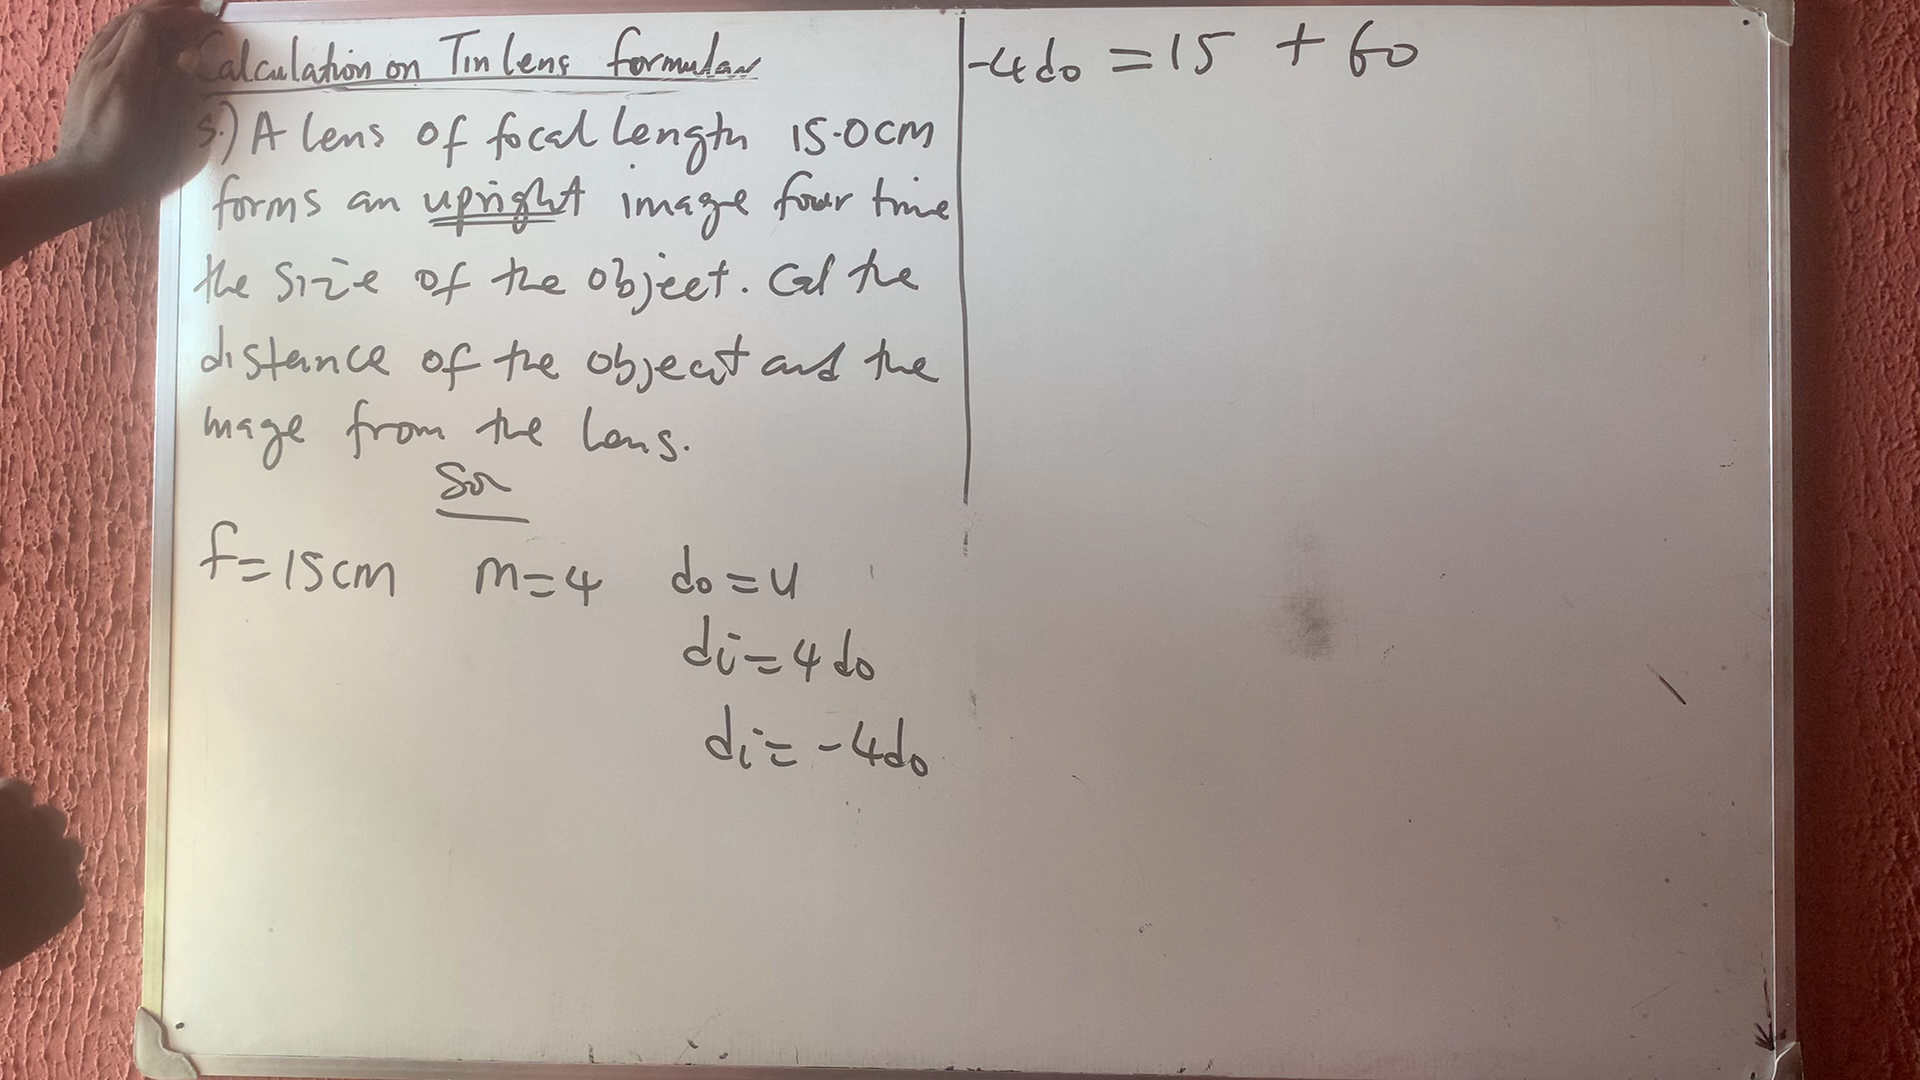 Calculation on Tin lens formular
5.) A lens of focal length 15.0cm
forms an upright image four time
the size of the object. Cal the
distance of the objeat and the
Image from the lens.
Sol
f=15cm m=4 do=u
di=4do
di=-4do
-4do=15 + 60